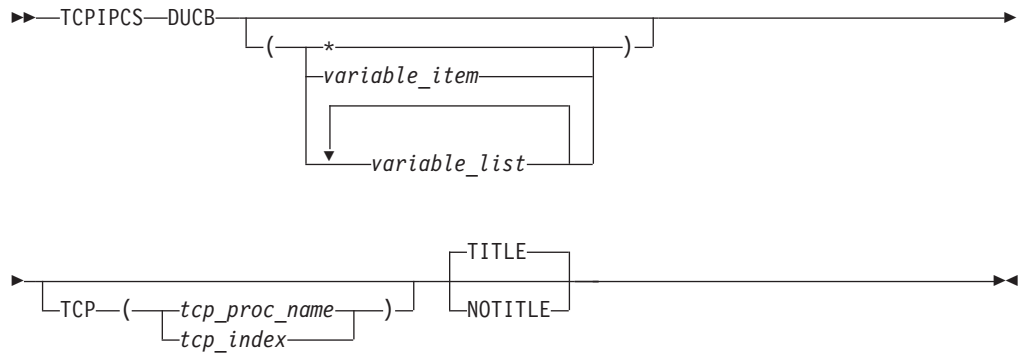 TCPIPCS DUCB
( * )
variable_item
variable_list
TITLE
TCP ( tcp_proc_name ) NOTITLE
tcp_index